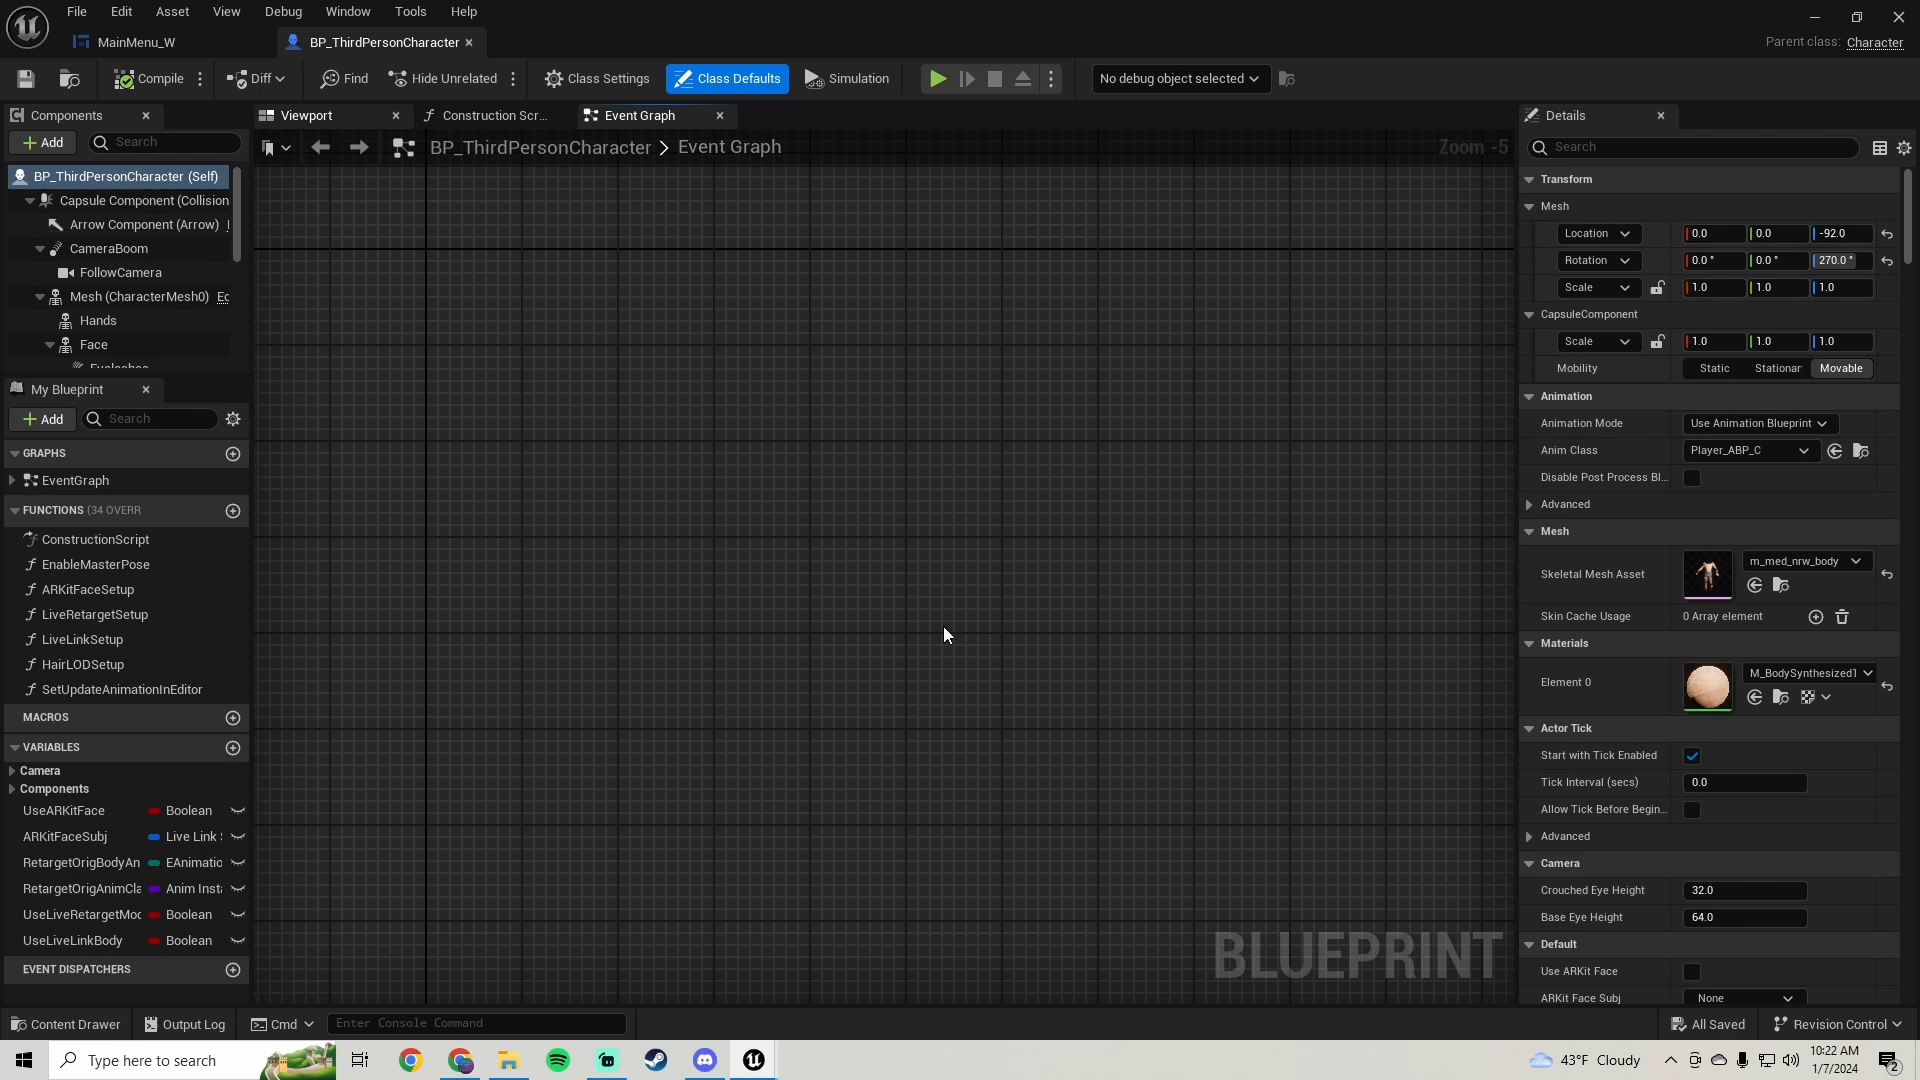 File Edit Asset View Debug Window Tools Help
MainMenu_W
BP_ThirdPersonCharacter
Parent class: Character
Compile
Diff
Find
Hide Unrelated
Class Settings
Class Defaults
Simulation
No debug object selected
Components
Add
Search
BP_ThirdPersonCharacter (Self)
Capsule Component (Collision
Arrow Component (Arrow)
CameraBoom
FollowCamera
Mesh (CharacterMesh0) Ec
Hands
Face
My Blueprint
Add
Search
GRAPHS
EventGraph
FUNCTIONS (34 OVERR
ConstructionScript
EnableMasterPose
ARKitFaceSetup
LiveRetargetSetup
LiveLinkSetup
HairLODSetup
SetUpdateAnimationInEditor
MACROS
VARIABLES
Camera
Components
UseARKitFace Boolean
ARKitFaceSubj Live Link
RetargetOrigBodyAn EAnimatio
RetargetOrigAnimCla Anim Inst
UseLiveRetargetMoc Boolean
UseLiveLinkBody Boolean
EVENT DISPATCHERS
Viewport
Construction Scr...
Event Graph
BP_ThirdPersonCharacter > Event Graph
Zoom -5
BLUEPRINT
Details
Search
Transform
Mesh
Location 0.0 0.0 -92.0
Rotation 0.0 ° 0.0 ° 270.0 °
Scale 1.0 1.0 1.0
CapsuleComponent
Scale 1.0 1.0 1.0
Mobility Static Stationar Movable
Animation
Animation Mode Use Animation Blueprint
Anim Class Player_ABP_C
Disable Post Process Bl...
Advanced
Mesh
Skeletal Mesh Asset m_med_nrw_body
Skin Cache Usage 0 Array element
Materials
Element 0 M_BodySynthesized1
Actor Tick
Start with Tick Enabled
Tick Interval (secs) 0.0
Allow Tick Before Begin...
Advanced
Camera
Crouched Eye Height 32.0
Base Eye Height 64.0
Default
Use ARKit Face
ARKit Face Subj None
Content Drawer
Output Log
Cmd
Enter Console Command
All Saved
Revision Control
Type here to search
43°F Cloudy
10:22 AM
1/7/2024
2